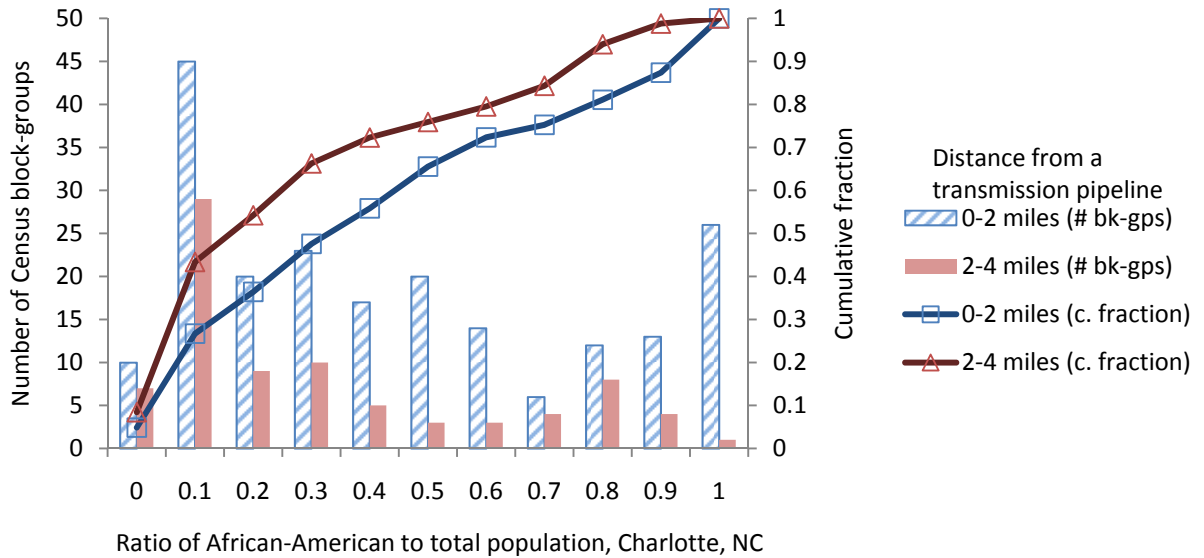 50
45
40
35
30
25
20
15
10
5
0
Number of Census block-groups
1
0.9
0.8
0.7
0.6
0.5
0.4
0.3
0.2
0.1
0
Cumulative fraction
0 0.1 0.2 0.3 0.4 0.5 0.6 0.7 0.8 0.9 1
Ratio of African-American to total population, Charlotte, NC
Distance from a
transmission pipeline
0-2 miles (# bk-gps)
2-4 miles (# bk-gps)
0-2 miles (c. fraction)
2-4 miles (c. fraction)